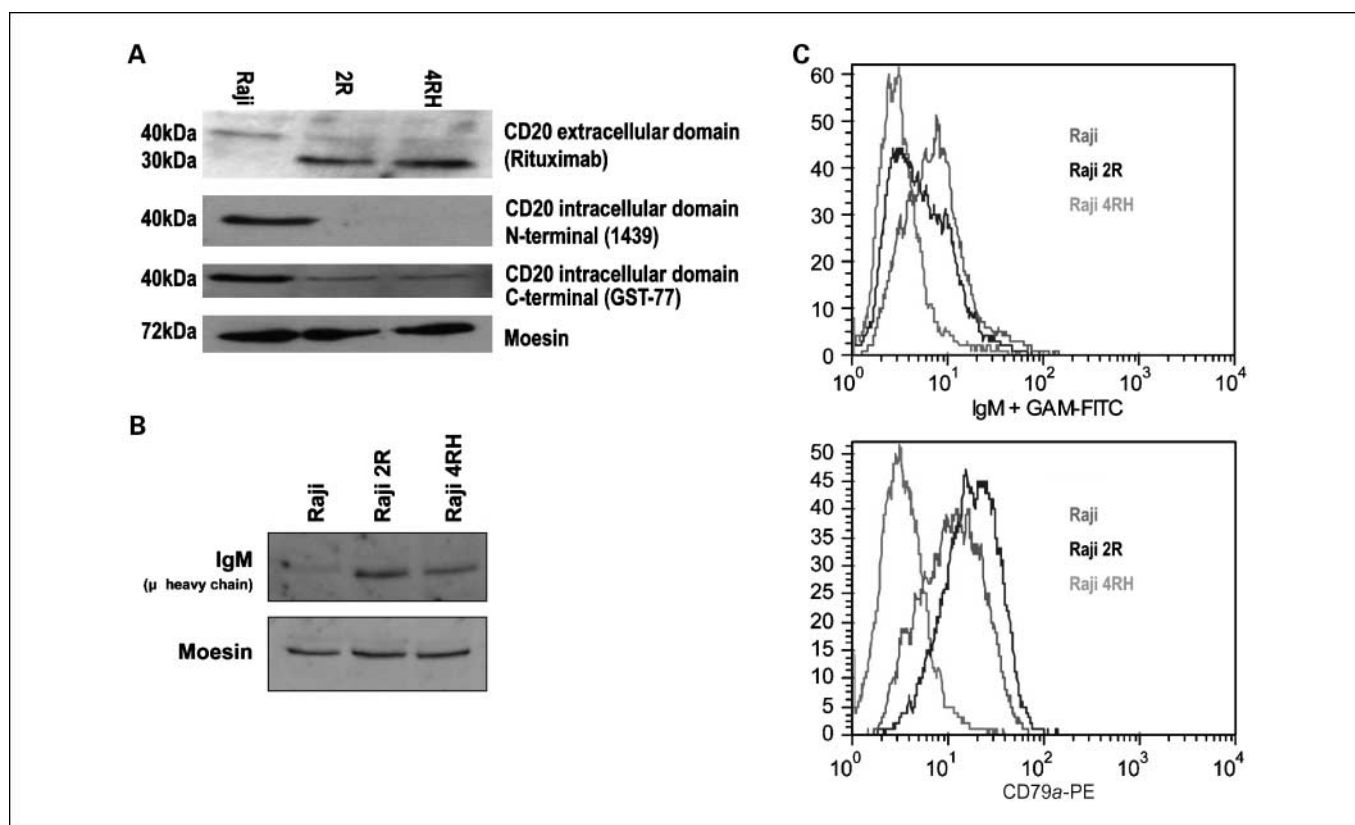 A
Raji 2R 4RH
40kDa
30kDa
CD20 extracellular domain
(Rituximab)
40kDa
CD20 intracellular domain
N-terminal (1439)
40kDa
CD20 intracellular domain
C-terminal (GST-77)
72kDa
Moesin
B
Raji Raji 2R Raji 4RH
IgM
(μ heavy chain)
Moesin
C
60
50
40
30
20
10
0
Raji
Raji 2R
Raji 4RH
10⁰ 10¹ 10² 10³ 10⁴
IgM + GAM-FITC
50
45
40
35
30
25
20
15
10
5
0
Raji
Raji 2R
Raji 4RH
10⁰ 10¹ 10² 10³ 10⁴
CD79a-PE